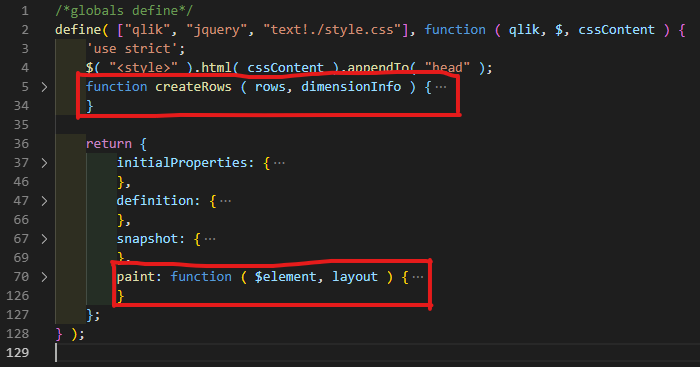 1 /*globals define*/
2 define( ["qlik", "jquery", "text!./style.css"], function ( qlik, $, cssContent ) {
3 'use strict';
4 $( "<style>" ).html( cssContent ).appendTo( "head" );
5 > function createRows ( rows, dimensionInfo ) {···
34 }
35
36 return {
37 > initialProperties: {···
46 },
47 > definition: {···
66 },
67 > snapshot: {···
69 },
70 > paint: function ( $element, layout ) {···
126 }
127 };
128 } );
129